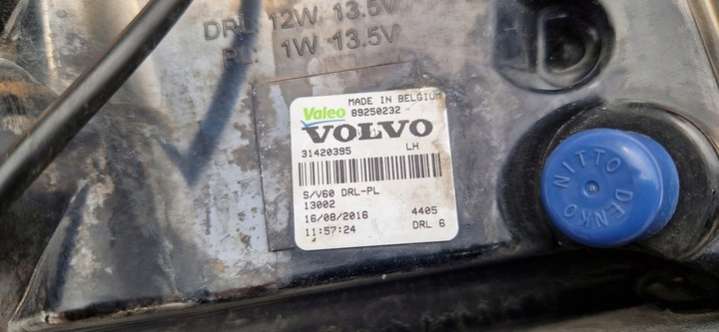 DRL 12W 13.5V
PL 1W 13.5V
MADE IN BELGIUM
Valeo 89250232
VOLVO
31420395 LH
S/V60 DRL-PL
13002
16/08/2016 4405
11:57:24 DRL 6
NITTO DENKO